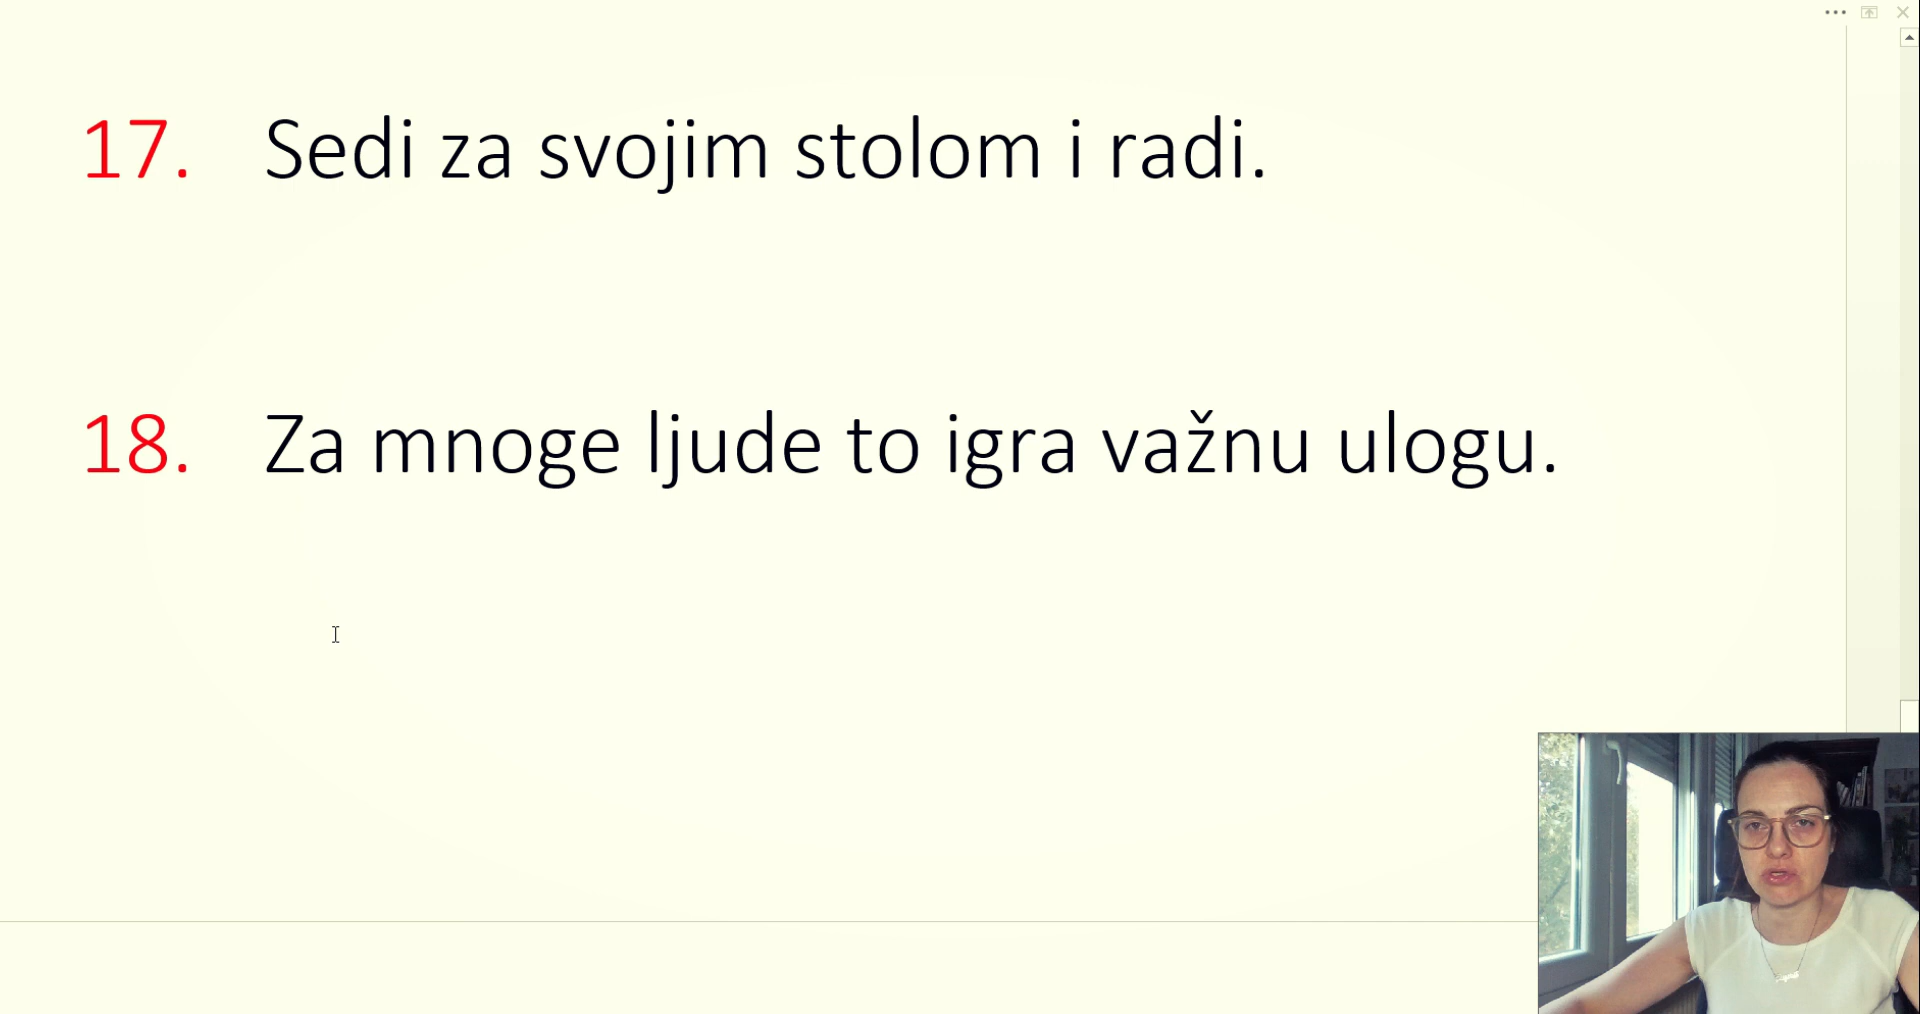 17. Sedi za svojim stolom i radi.
18. Za mnoge ljude to igra važnu ulogu.